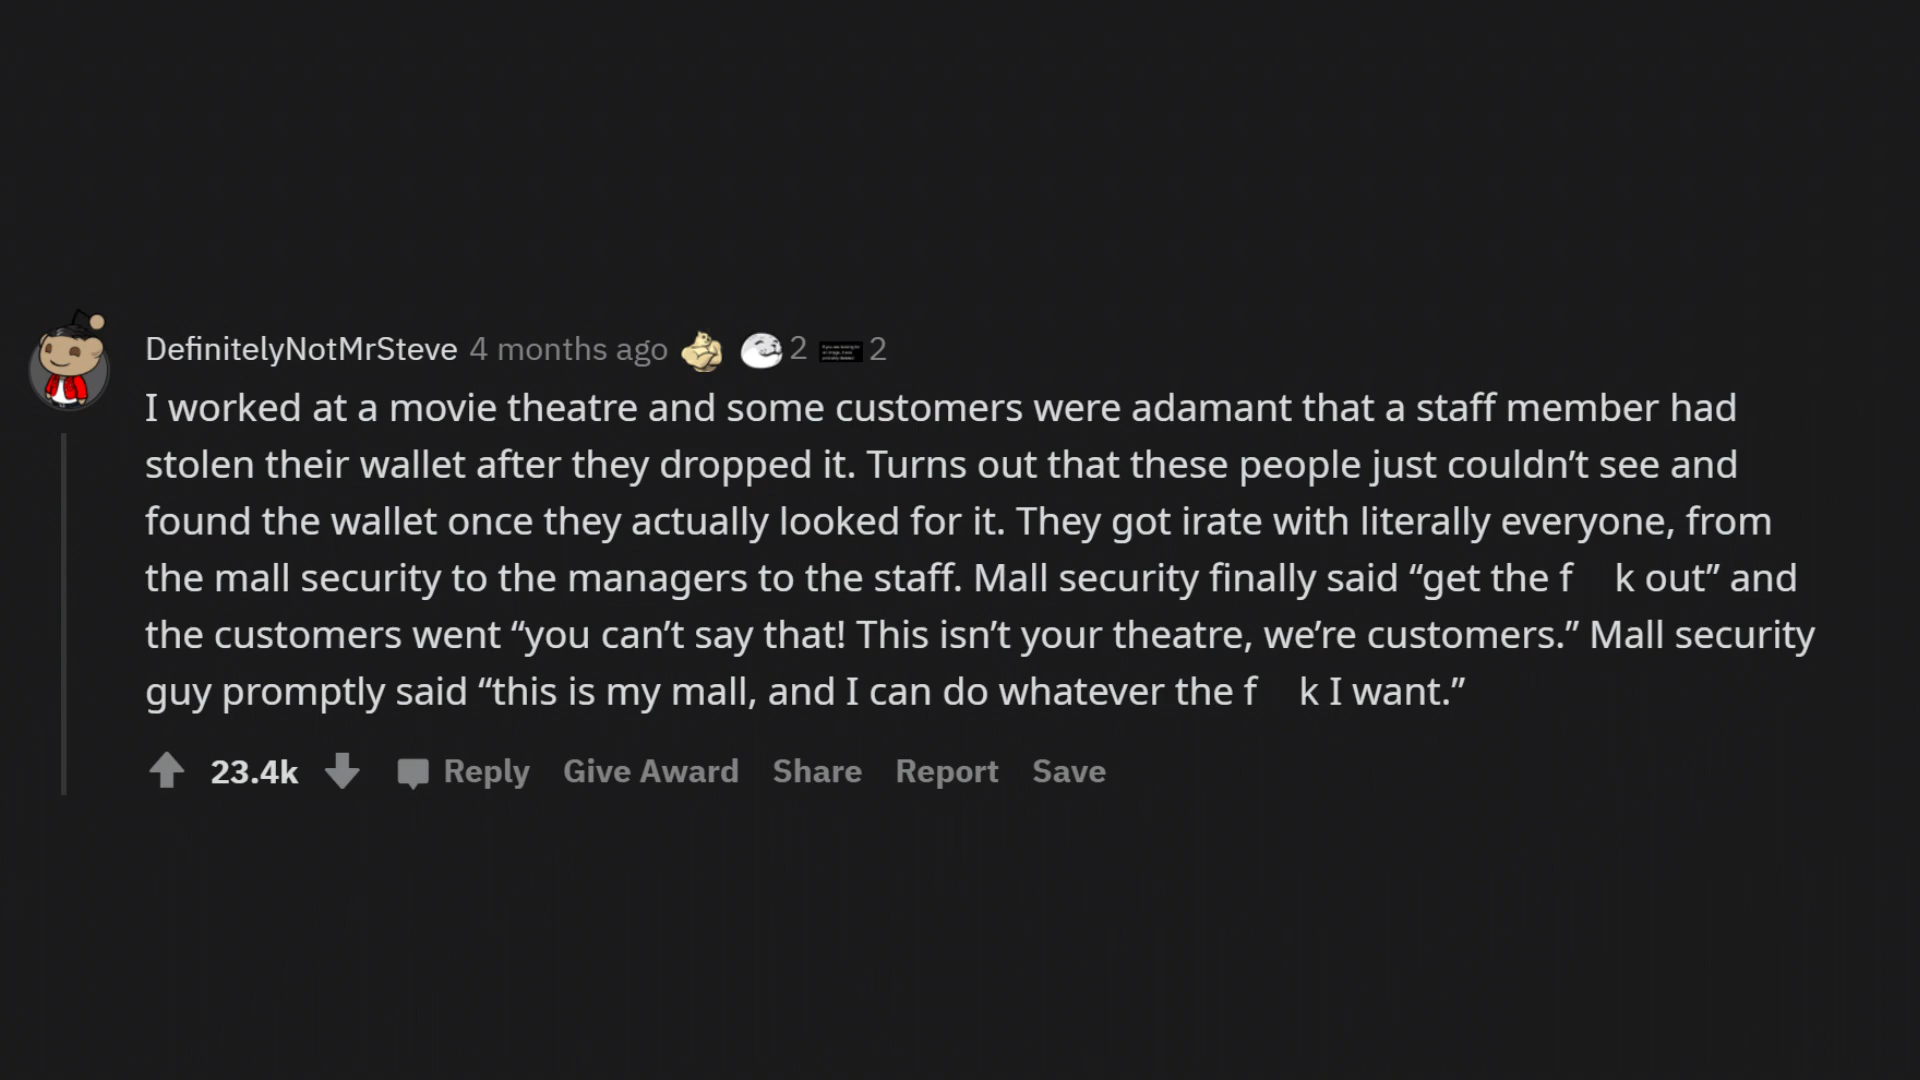 DefinitelyNotMrSteve 4 months ago 2 2
I worked at a movie theatre and some customers were adamant that a staff member had
stolen their wallet after they dropped it. Turns out that these people just couldn’t see and
found the wallet once they actually looked for it. They got irate with literally everyone, from
the mall security to the managers to the staff. Mall security finally said “get the f k out” and
the customers went “you can’t say that! This isn’t your theatre, we’re customers.” Mall security
guy promptly said “this is my mall, and I can do whatever the f k I want.”
23.4k Reply Give Award Share Report Save